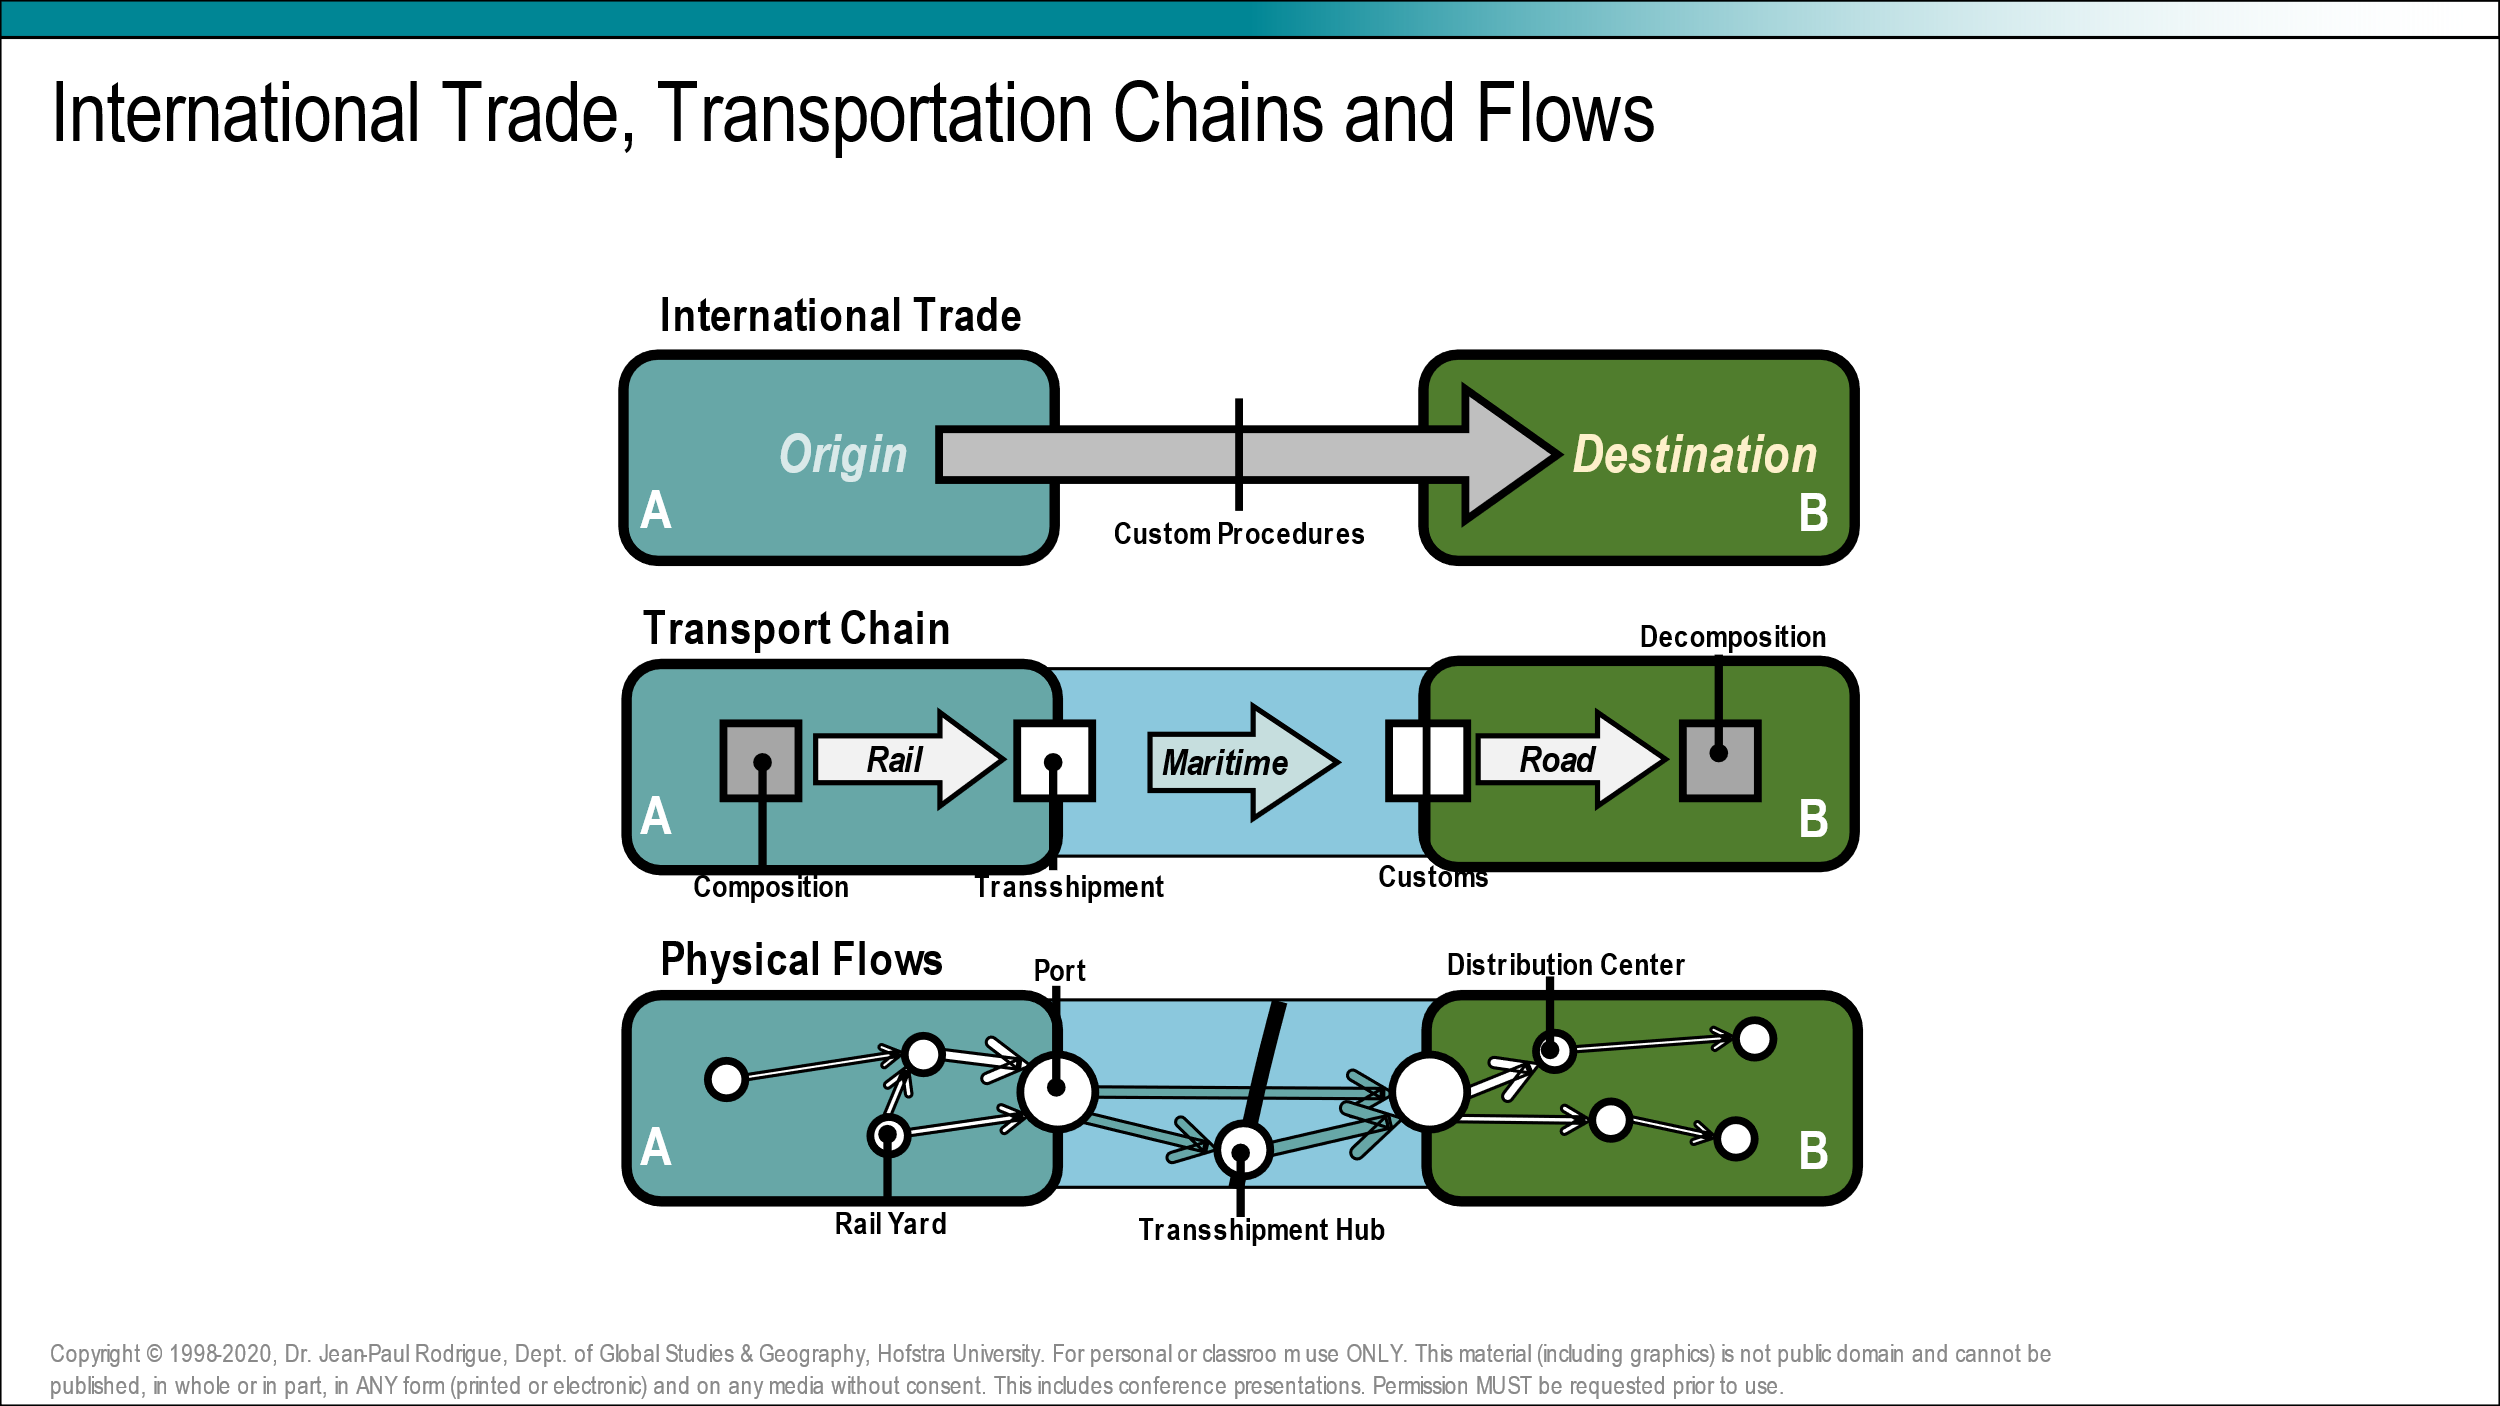 International Trade, Transportation Chains and Flows
International Trade
Origin
Destination
A
B
Custom Procedures
Transport Chain
Decomposition
Rail
Maritime
Road
A
B
Composition
Transshipment
Customs
Physical Flows
Port
Distribution Center
A
B
Rail Yard
Transshipment Hub
Copyright © 1998-2020, Dr. Jean-Paul Rodrigue, Dept. of Global Studies & Geography, Hofstra University. For personal or classroo m use ONLY. This material (including graphics) is not public domain and cannot be
published, in whole or in part, in ANY form (printed or electronic) and on any media without consent. This includes conference presentations. Permission MUST be requested prior to use.